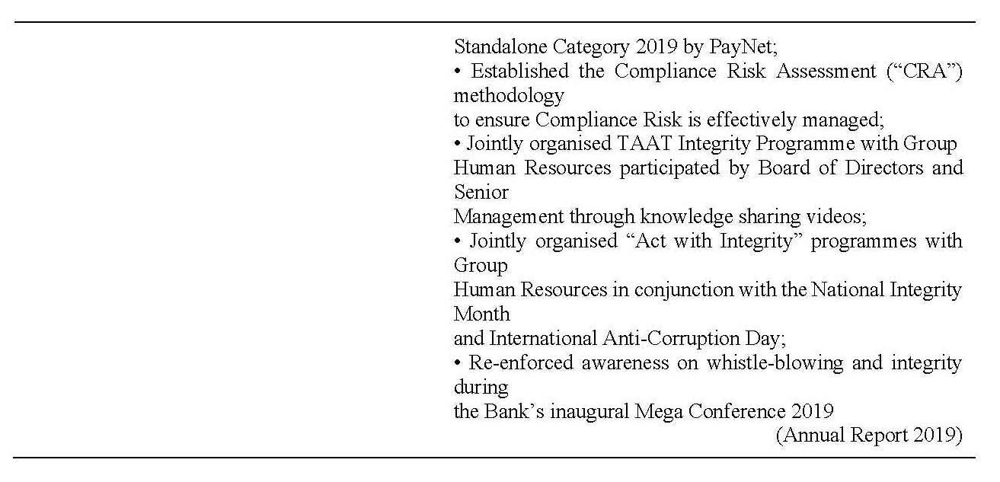 Standalone Category 2019 by PayNet;
• Established the Compliance Risk Assessment (“CRA”)
methodology
to ensure Compliance Risk is effectively managed;
• Jointly organised TAAT Integrity Programme with Group
Human Resources participated by Board of Directors and
Senior
Management through knowledge sharing videos;
• Jointly organised “Act with Integrity” programmes with
Group
Human Resources in conjunction with the National Integrity
Month
and International Anti-Corruption Day;
• Re-enforced awareness on whistle-blowing and integrity
during
the Bank’s inaugural Mega Conference 2019
(Annual Report 2019)